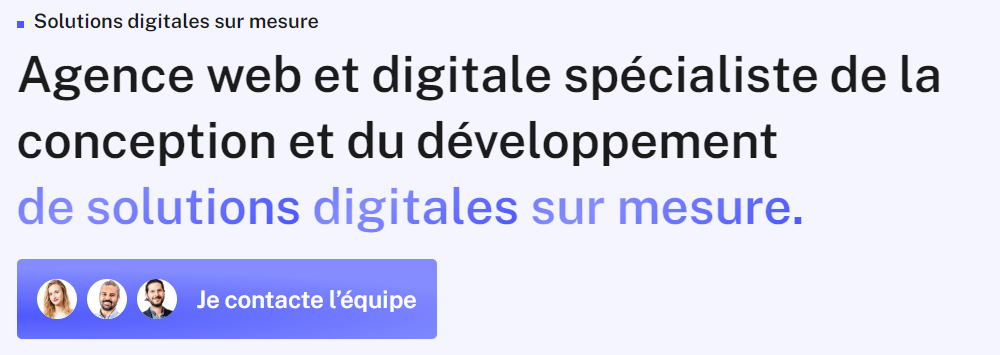 Solutions digitales sur mesure
Agence web et digitale spécialiste de la
conception et du développement
de solutions digitales sur mesure.
Je contacte l’équipe